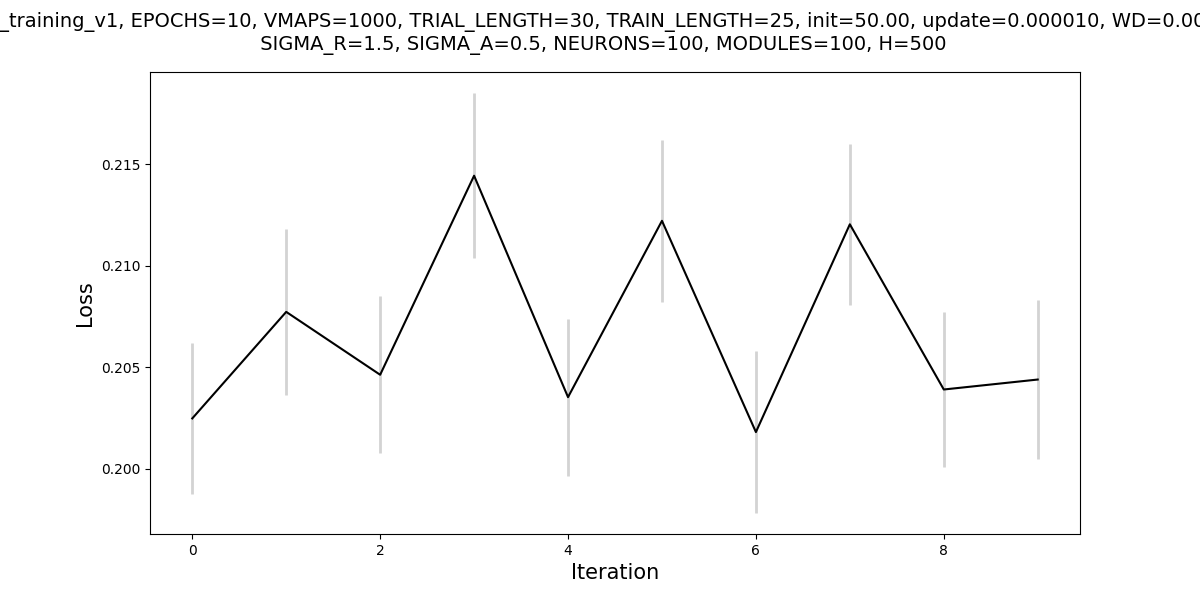 _training_v1, EPOCHS=10, VMAPS=1000, TRIAL_LENGTH=30, TRAIN_LENGTH=25, init=50.00, update=0.000010, WD=0.00
SIGMA_R=1.5, SIGMA_A=0.5, NEURONS=100, MODULES=100, H=500
0.215
0.210
0.205
0.200
Loss
0 2 4 6 8
Iteration